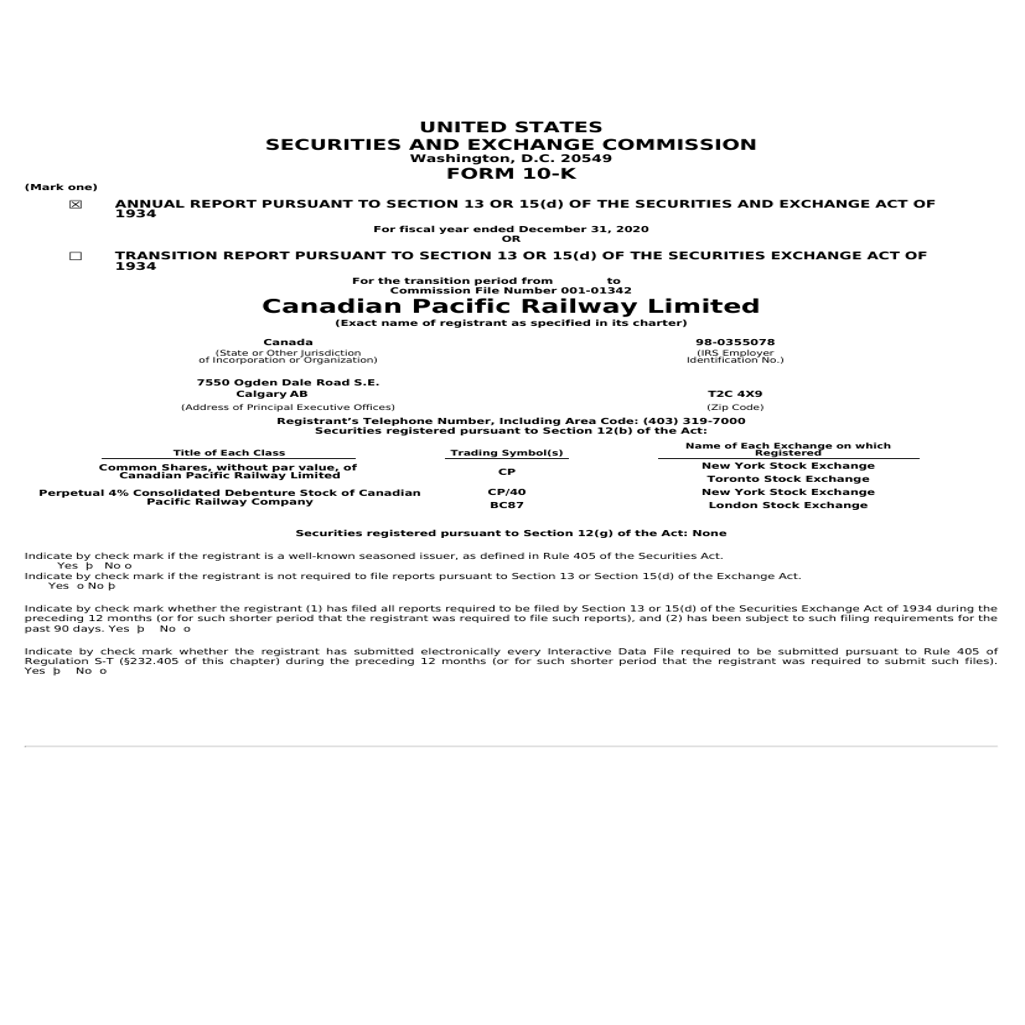 UNITED STATES
SECURITIES AND EXCHANGE COMMISSION
Washington, D.C. 20549
FORM 10-K
(Mark one)
☒ ANNUAL REPORT PURSUANT TO SECTION 13 OR 15(d) OF THE SECURITIES AND EXCHANGE ACT OF
1934
For fiscal year ended December 31, 2020
OR
☐ TRANSITION REPORT PURSUANT TO SECTION 13 OR 15(d) OF THE SECURITIES EXCHANGE ACT OF
1934
For the transition period from to
Commission File Number 001-01342
Canadian Pacific Railway Limited
(Exact name of registrant as specified in its charter)
Canada 98-0355078
(State or Other Jurisdiction (IRS Employer
of Incorporation or Organization) Identification No.)
7550 Ogden Dale Road S.E.
Calgary AB T2C 4X9
(Address of Principal Executive Offices) (Zip Code)
Registrant’s Telephone Number, Including Area Code: (403) 319-7000
Securities registered pursuant to Section 12(b) of the Act:
Title of Each Class Trading Symbol(s) Name of Each Exchange on which
Registered
Common Shares, without par value, of
Canadian Pacific Railway Limited
CP
New York Stock Exchange
Toronto Stock Exchange
Perpetual 4% Consolidated Debenture Stock of Canadian
Pacific Railway Company
CP/40 New York Stock Exchange
BC87 London Stock Exchange
Securities registered pursuant to Section 12(g) of the Act: None
Indicate by check mark if the registrant is a well-known seasoned issuer, as defined in Rule 405 of the Securities Act.
Yes þ No o
Indicate by check mark if the registrant is not required to file reports pursuant to Section 13 or Section 15(d) of the Exchange Act.
Yes o No þ
Indicate by check mark whether the registrant (1) has filed all reports required to be filed by Section 13 or 15(d) of the Securities Exchange Act of 1934 during the
preceding 12 months (or for such shorter period that the registrant was required to file such reports), and (2) has been subject to such filing requirements for the
past 90 days. Yes þ No o
Indicate by check mark whether the registrant has submitted electronically every Interactive Data File required to be submitted pursuant to Rule 405 of
Regulation S-T (§232.405 of this chapter) during the preceding 12 months (or for such shorter period that the registrant was required to submit such files).
Yes þ No o